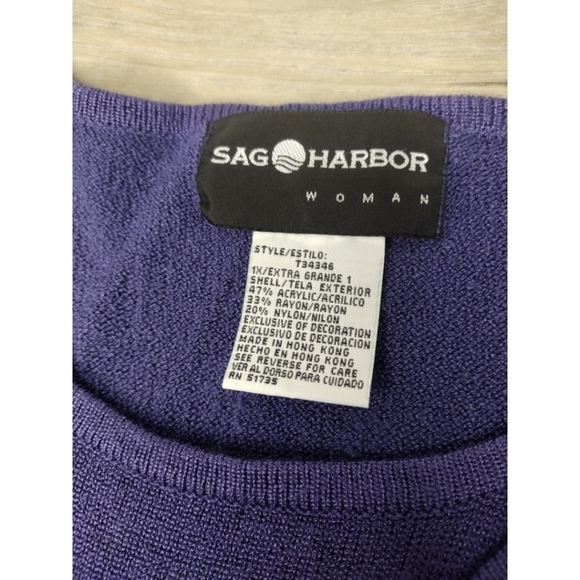 SAG HARBOR
WOMAN
STYLE/ESTILO:
T34346
1X/EXTRA GRANDE 1
SHELL/TELA EXTERIOR
47% ACRYLIC/ACRILICO
33% RAYON/RAYON
20% NYLON/NILON
EXCLUSIVE OF DECORATION
EXCLUSIVO DE DECORACION
MADE IN HONG KONG
HECHO EN HONG KONG
SEE REVERSE FOR CARE
VER AL DORSO PARA CUIDADO
RN 51735